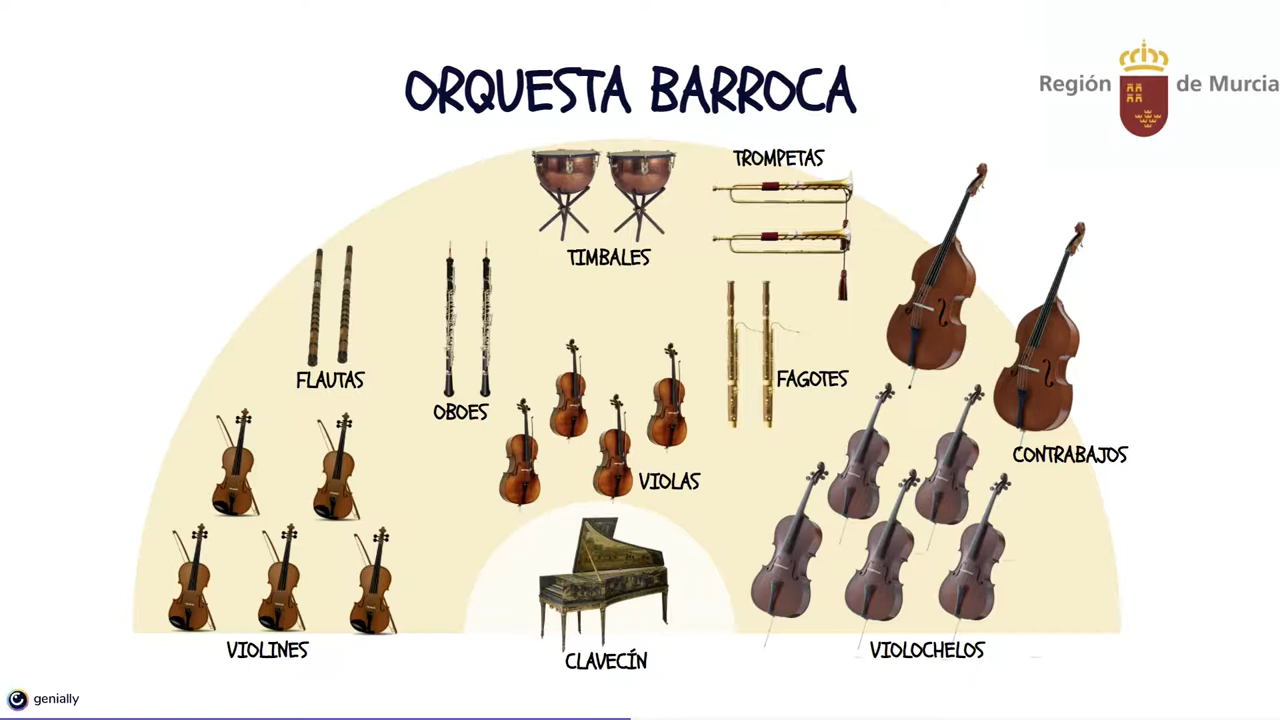 ORQUESTA BARROCA
Región de Murcia
TROMPETAS
TIMBALES
FLAUTAS
OBOES
FAGOTES
VIOLAS
CONTRABAJOS
VIOLINES
CLAVECÍN
VIOLOCHELOS
genially